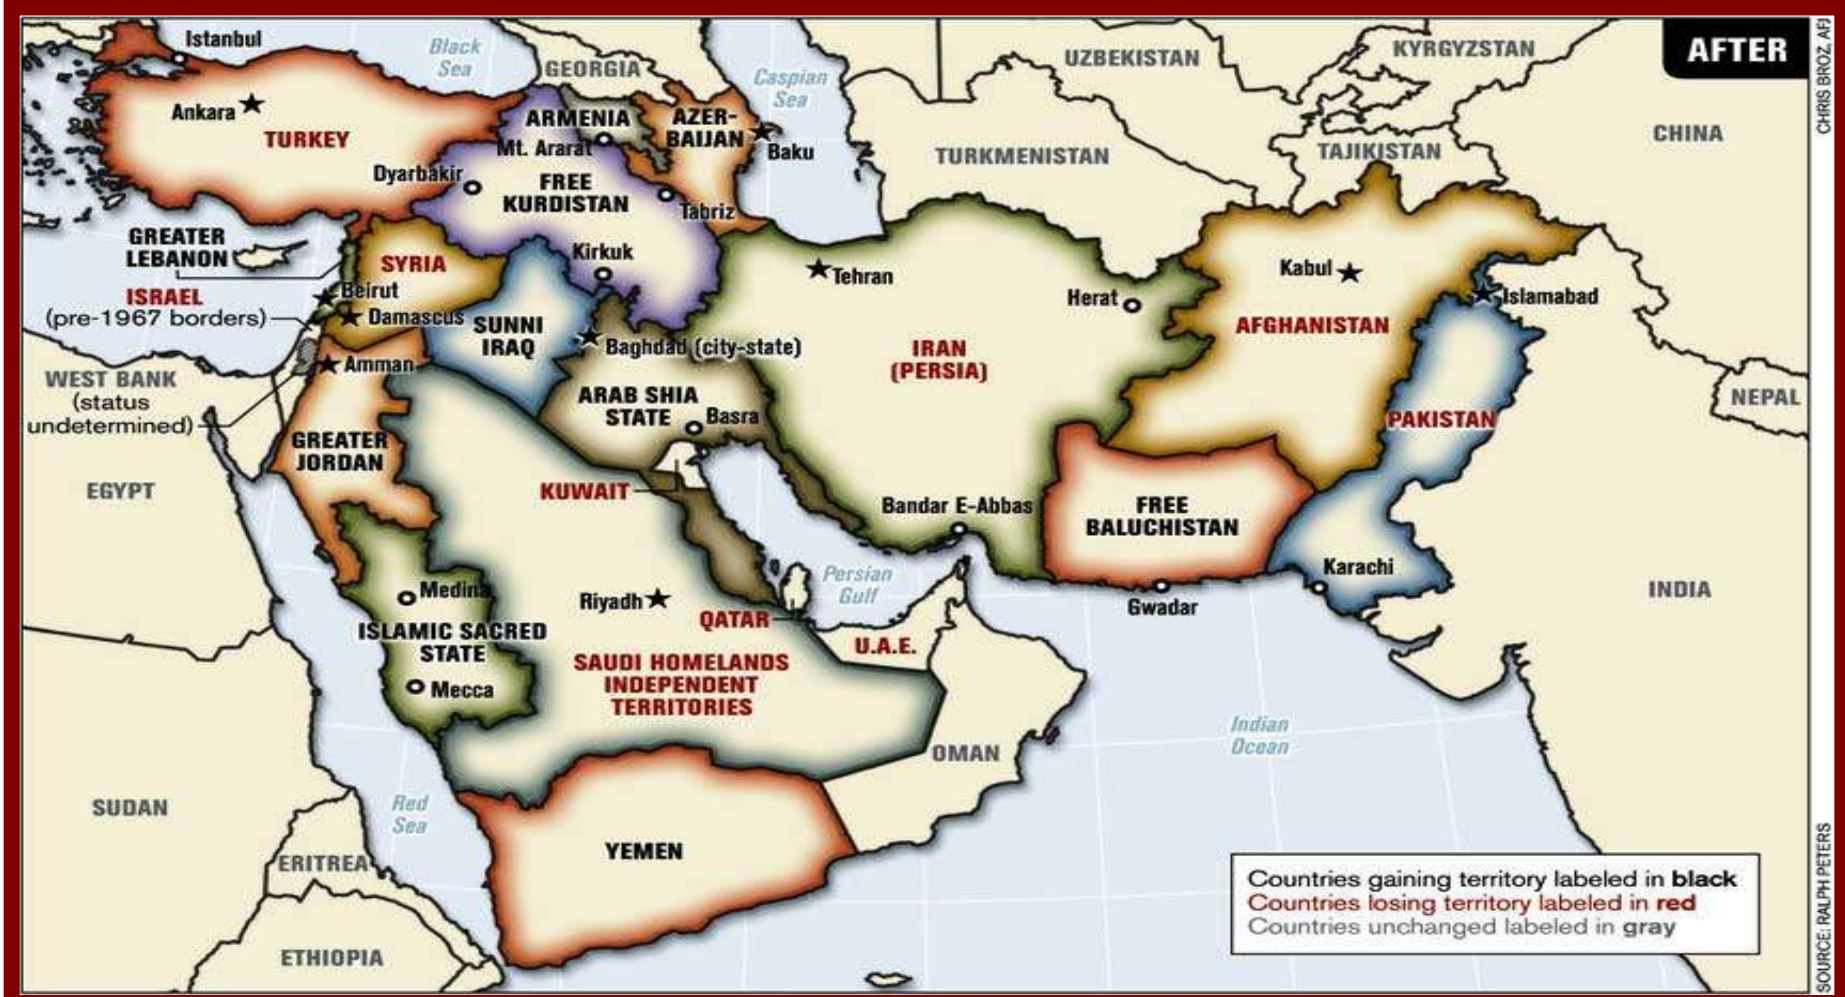 AFTER
CHRIS BROZ, AFJ
Istanbul
Black
Sea
GEORGIA
Caspian
Sea
UZBEKISTAN
KYRGYZSTAN
CHINA
Ankara
TURKEY
ARMENIA
Mt. Ararat
AZER-
BAIJAN
Baku
TURKMENISTAN
TAJIKISTAN
Dyarbakir
FREE
KURDISTAN
Tabriz
GREATER
LEBANON
SYRIA
Kirkuk
Tehran
Herat
Kabul
Islamabad
ISRAEL
(pre-1967 borders)
Beirut
Damascus
SUNNI
IRAQ
Baghdad (city-state)
IRAN
(PERSIA)
AFGHANISTAN
WEST BANK
(status
undetermined)
Amman
ARAB SHIA
STATE
Basra
PAKISTAN
NEPAL
GREATER
JORDAN
EGYPT
KUWAIT
Bandar E-Abbas
FREE
BALUCHISTAN
Karachi
Gwadar
INDIA
Medina
Riyadh
Persian
Gulf
QATAR
U.A.E.
ISLAMIC SACRED
STATE
Mecca
SAUDI HOMELANDS
INDEPENDENT
TERRITORIES
OMAN
Indian
Ocean
SUDAN
Red
Sea
YEMEN
ERITREA
ETHIOPIA
Countries gaining territory labeled in black
Countries losing territory labeled in red
Countries unchanged labeled in gray
SOURCE: RALPH PETERS